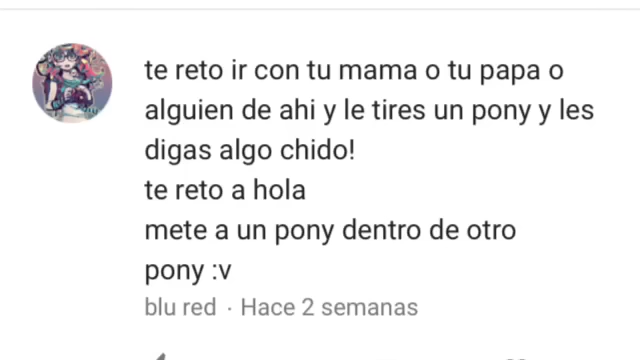 te reto ir con tu mama o tu papa o
alguien de ahi y le tires un pony y les
digas algo chido!
te reto a hola
mete a un pony dentro de otro
pony :v
blu red · Hace 2 semanas